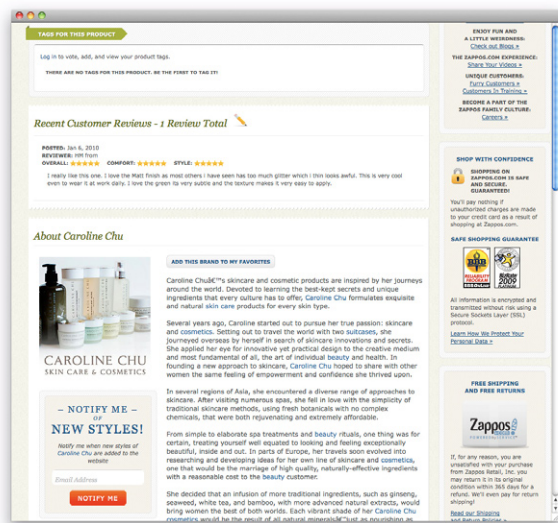 TAGS FOR THIS PRODUCT
Log in to vote, add, and view your product tags.
THERE ARE NO TAGS FOR THIS PRODUCT. BE THE FIRST TO TAG IT!
Recent Customer Reviews - 1 Review Total
POSTED: Jan 6, 2010
REVIEWER: HM from
OVERALL: COMFORT: STYLE:
I really like this one. I love the Matt finish as most others I have seen has too much glitter which i thin looks awful. This is very cool
even to wear it at work daily. I love the green its very subtle and the texture makes it very easy to apply.
About Caroline Chu
CAROLINE CHU
SKIN CARE & COSMETICS
– NOTIFY ME –
OF
NEW STYLES!
Notify me when new styles of
Caroline Chu are added to the
website
Email Address
NOTIFY ME
ADD THIS BRAND TO MY FAVORITES
Caroline Chuâ€™s skincare and cosmetic products are inspired by her journeys
around the world. Devoted to learning the best-kept secrets and unique
ingredients that every culture has to offer, Caroline Chu formulates exquisite
and natural skin care products for every skin type.
Several years ago, Caroline started out to pursue her true passion: skincare
and cosmetics. Setting out to travel the world with two suitcases, she
journeyed overseas by herself in search of skincare innovations and secrets.
She applied her eye for innovative yet practical design to the creative medium
and most fundamental of all, the art of individual beauty and health. In
founding a new approach to skincare, Caroline Chu hoped to share with other
women the same feeling of empowerment and confidence she thrived upon.
In several regions of Asia, she encountered a diverse range of approaches to
skincare. After visiting numerous spas, she fell in love with the simplicity of
traditional skincare methods, using fresh botanicals with no complex
chemicals, that were both rejuvenating and extremely affordable.
From simple to elaborate spa treatments and beauty rituals, one thing was for
certain, treating yourself well equated to looking and feeling exceptionally
beautiful, inside and out. In parts of Europe, her travels soon evolved into
researching and developing ideas for her own line of skincare and cosmetics,
one that would be the marriage of high quality, naturally-effective ingredients
with a reasonable cost to the beauty customer.
She decided that an infusion of more traditional ingredients, such as ginseng,
seaweed, white tea, and bamboo, with more advanced natural extracts, would
bring women the best of both worlds. Each vibrant shade of her Caroline Chu
cosmetics would be the result of all natural mineralsâ€"just as nourishing as
ENJOY FUN AND
A LITTLE WEIRDNESS:
Check out Blogs »
THE ZAPPOS.COM EXPERIENCE:
Share Your Videos »
UNIQUE CUSTOMERS:
Furry Customers »
Customers In Training »
BECOME A PART OF THE
ZAPPOS FAMILY CULTURE:
Careers »
SHOP WITH CONFIDENCE
SHOPPING ON
ZAPPOS.COM IS SAFE
AND SECURE.
GUARANTEED!
You'll pay nothing if
unauthorized charges are made
to your credit card as a result of
shopping at Zappos.com.
SAFE SHOPPING GUARANTEE
BBB
RELIABILITY
PROGRAM
2009
PLATINUM
All information is encrypted and
transmitted without risk using a
Secure Sockets Layer (SSL)
protocol.
Learn How We Protect Your
Personal Data »
FREE SHIPPING
AND FREE RETURNS
Zappos
If, for any reason, you are
unsatisfied with your purchase
from Zappos Retail, Inc. you
may return it in its original
condition within 365 days for a
refund. We'll even pay for return
shipping!
Read our Shipping
and Return Policies »